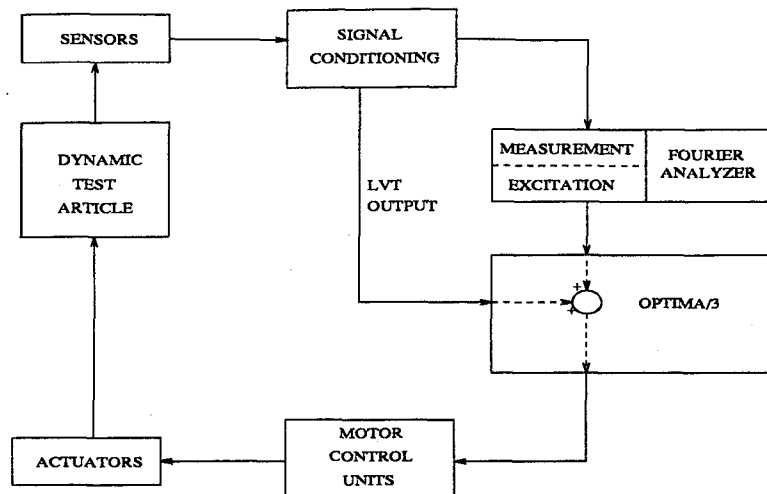 SENSORS
SIGNAL
CONDITIONING
DYNAMIC
TEST
ARTICLE
MEASUREMENT
EXCITATION
FOURIER
ANALYZER
LVT
OUTPUT
+
+
OPTIMA/3
MOTOR
CONTROL
UNITS
ACTUATORS